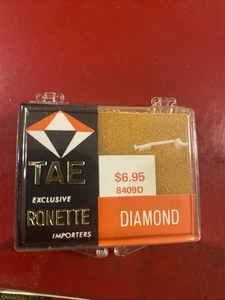 TAE
EXCLUSIVE
RONETTE
IMPORTERS
$6.95
8409D
DIAMOND